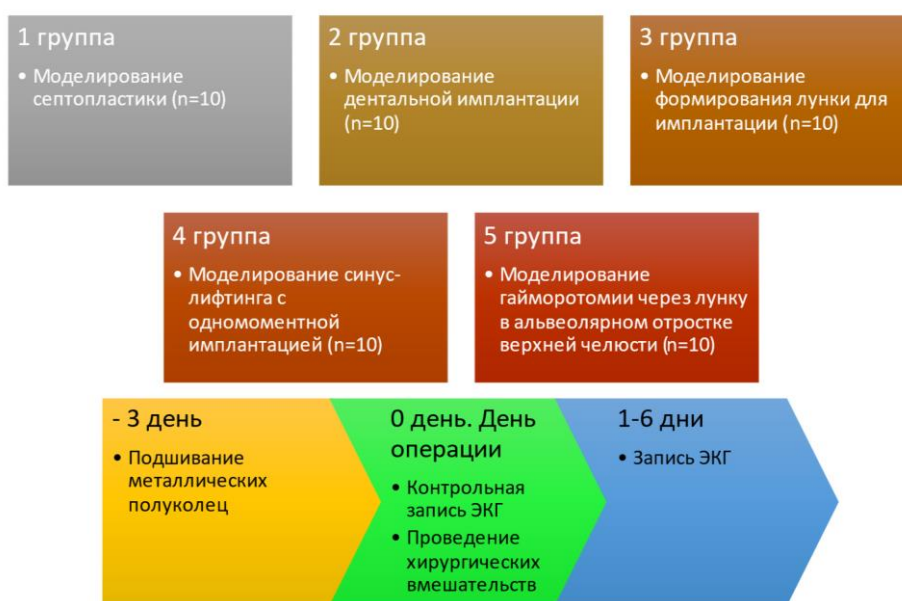 1 группа
• Моделирование
септопластики (n=10)
2 группа
• Моделирование
дентальной имплантации
(n=10)
3 группа
• Моделирование
формирования лунки для
имплантации (n=10)
4 группа
• Моделирование синус-
лифтинга с
одномоментной
имплантацией (n=10)
5 группа
• Моделирование
гайморотомии через лунку
в альвеолярном отростке
верхней челюсти (n=10)
- 3 день
• Подшивание
металлических
полуколец
0 день. День
операции
• Контрольная
запись ЭКГ
• Проведение
хирургических
вмешательств
1-6 дни
• Запись ЭКГ